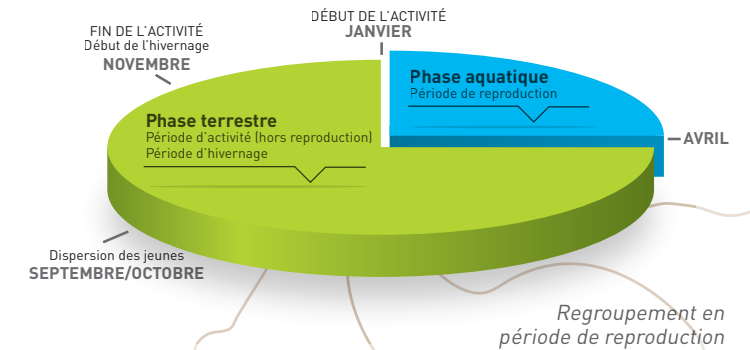 DÉBUT DE L'ACTIVITÉ
JANVIER
FIN DE L'ACTIVITÉ
Début de l'hivernage
NOVEMBRE
Phase aquatique
Période de reproduction
Phase terrestre
Période d'activité (hors reproduction)
Période d'hivernage
AVRIL
Dispersion des jeunes
SEPTEMBRE/OCTOBRE
Regroupement en
période de reproduction